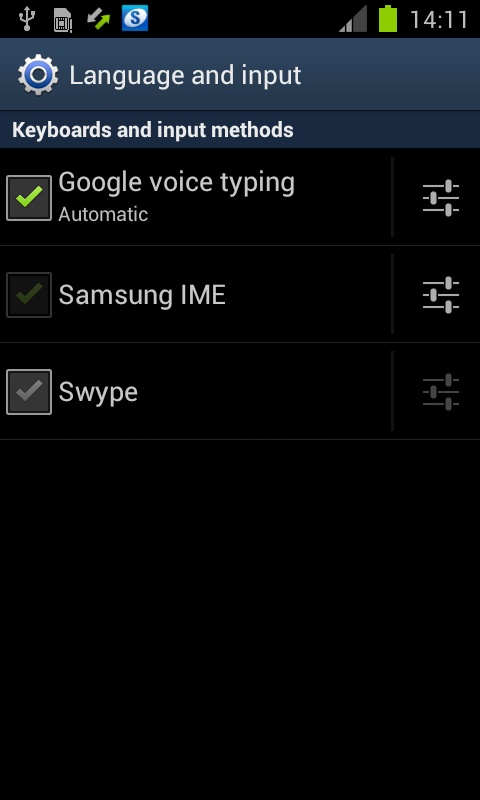 14:11
Language and input
Keyboards and input methods
Google voice typing
Automatic
Samsung IME
Swype